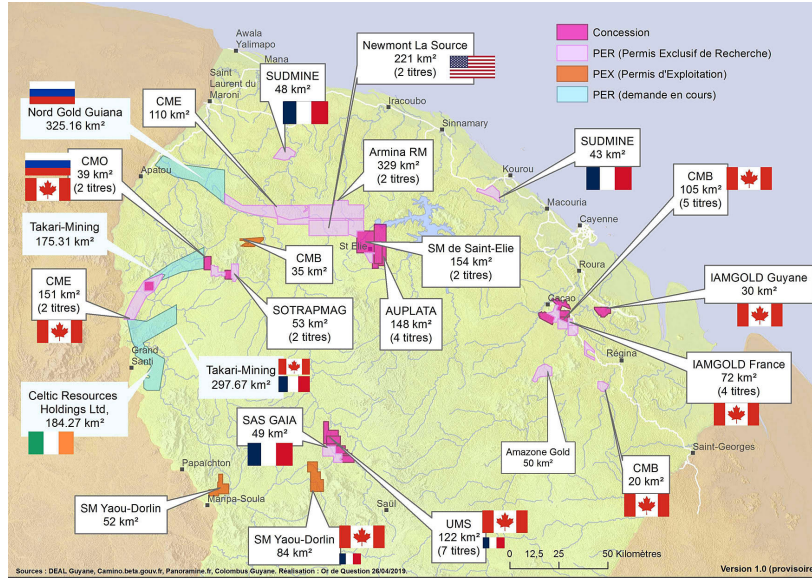 Awala
Yalimapo
Mana
Saint
Laurent du
Maroni
Iracoubo
Sinnamary
Kourou
Macouria
Cayenne
Roura
Cacao
Régina
Saint-Georges
Apatou
St Elie
Grand
Santi
Papaïchton
Maripa-Soula
Saül
Concession
PER (Permis Exclusif de Recherche)
PEX (Permis d'Exploitation)
PER (demande en cours)
Newmont La Source
221 km²
(2 titres)
SUDMINE
48 km²
CME
110 km²
Nord Gold Guiana
325.16 km²
CMO
39 km²
(2 titres)
Armina RM
329 km²
(2 titres)
SUDMINE
43 km²
CMB
105 km²
(5 titres)
Takari-Mining
175.31 km²
CMB
35 km²
SM de Saint-Elie
154 km²
(2 titres)
CME
151 km²
(2 titres)
SOTRAPMAG
53 km²
(2 titres)
AUPLATA
148 km²
(4 titres)
IAMGOLD Guyane
30 km²
IAMGOLD France
72 km²
(4 titres)
Takari-Mining
297.67 km²
Celtic Resources
Holdings Ltd,
184.27 km²
SAS GAIA
49 km²
Amazone Gold
50 km²
CMB
20 km²
SM Yaou-Dorlin
52 km²
SM Yaou-Dorlin
84 km²
UMS
122 km²
(7 titres)
0 12,5 25 50 Kilomètres
Sources : DEAL Guyane, Camino.beta.gouv.fr, Panoramine.fr, Colombus Guyane. Réalisation : Or de Question 26/04/2019.
Version 1.0 (provisoire